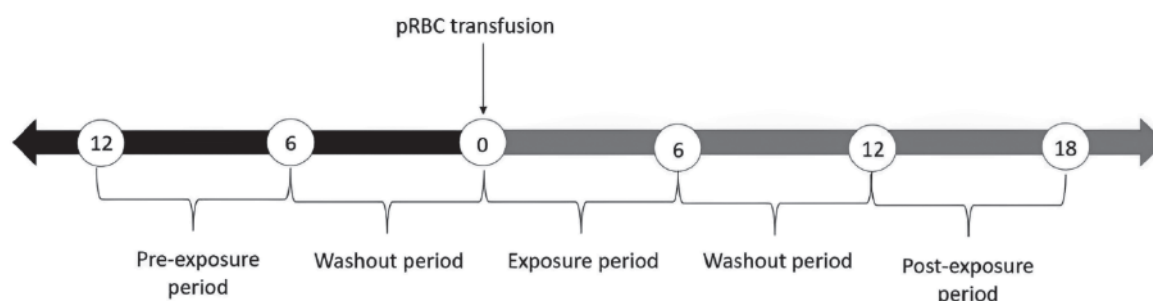 pRBC transfusion
12 6 0 6 12 18
Pre-exposure period
Washout period
Exposure period
Washout period
Post-exposure period